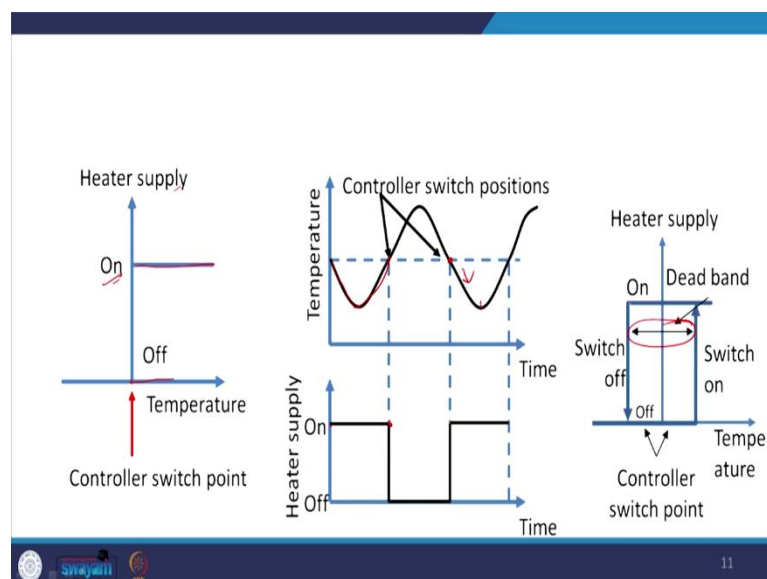 Heater supply
On
Off
Temperature
Controller switch point
Controller switch positions
Temperature
Time
Heater supply
On
Off
Time
Heater supply
Dead band
On
Switch
off
Switch
on
Off
Tempe
ature
Controller
switch point
swayam
11